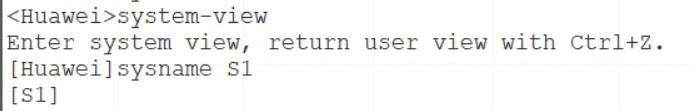 <Huawei>system-view
Enter system view, return user view with Ctrl+Z.
[Huawei]sysname S1
[S1]